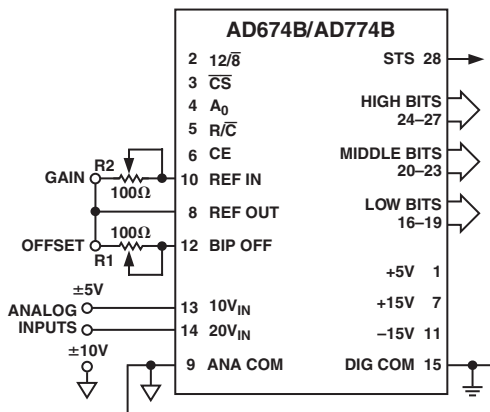 AD674B/AD774B
2 12/8̅
3 C̅S̅
4 A₀
5 R/C̅
6 CE
10 REF IN
8 REF OUT
12 BIP OFF
13 10VIN
14 20VIN
9 ANA COM
STS 28
HIGH BITS
24–27
MIDDLE BITS
20–23
LOW BITS
16–19
+5V 1
+15V 7
–15V 11
DIG COM 15
GAIN
R2
100Ω
OFFSET
100Ω
R1
±5V
ANALOG
INPUTS
±10V